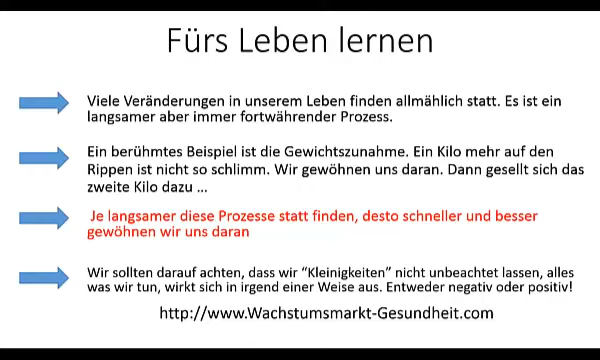 Fürs Leben lernen
Viele Veränderungen in unserem Leben finden allmählich statt. Es ist ein
langsamer aber immer fortwährender Prozess.
Ein berühmtes Beispiel ist die Gewichtszunahme. Ein Kilo mehr auf den
Rippen ist nicht so schlimm. Wir gewöhnen uns daran. Dann gesellt sich das
zweite Kilo dazu ...
Je langsamer diese Prozesse statt finden, desto schneller und besser
gewöhnen wir uns daran
Wir sollten darauf achten, dass wir “Kleinigkeiten” nicht unbeachtet lassen, alles
was wir tun, wirkt sich in irgend einer Weise aus. Entweder negativ oder positiv!
http://www.Wachstumsmarkt-Gesundheit.com